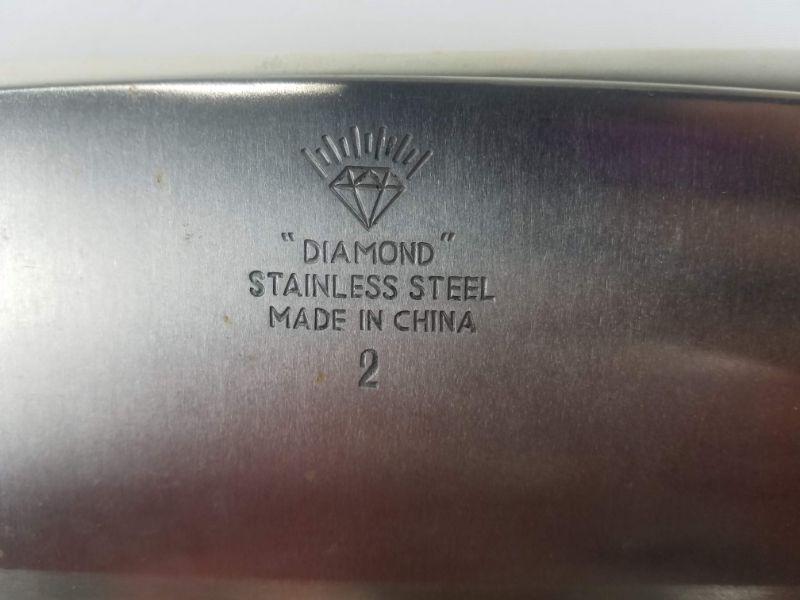 "DIAMOND"
STAINLESS STEEL
MADE IN CHINA
2